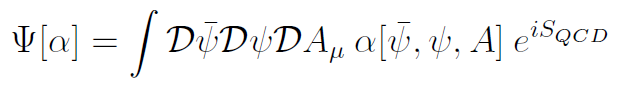 Ψ[α] = ∫ 𝒟ψ̄𝒟ψ𝒟A_μ α[ψ̄, ψ, A] e^{iS_{QCD}}